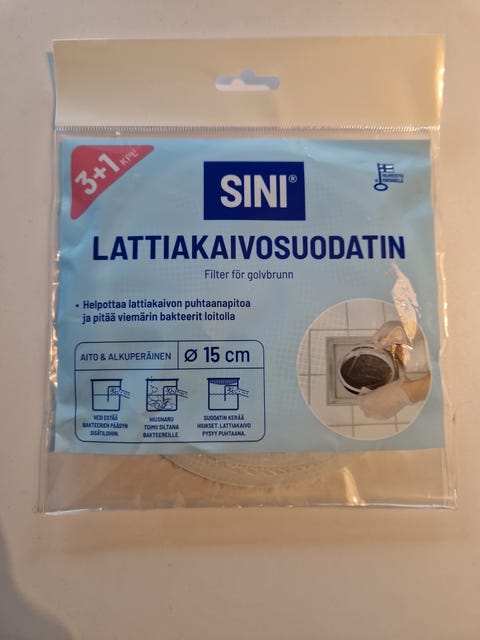 3+1 KPL!
SINI®
LATTIAKAIVOSUODATIN
Filter för golvbrunn
• Helpottaa lattiakaivon puhtaanapitoa
ja pitää viemärin bakteerit loitolla
AITO & ALKUPERÄINEN
Ø 15 cm
VESI ESTÄÄ
BAKTEERIEN PÄÄSYN
SISÄTILOIHIN.
HIUSNARU
TOIMII SILTANA
BAKTEEREILLE.
SUODATIN KERÄÄ
HIUKSET. LATTIAKAIVO
PYSYY PUHTAANA.